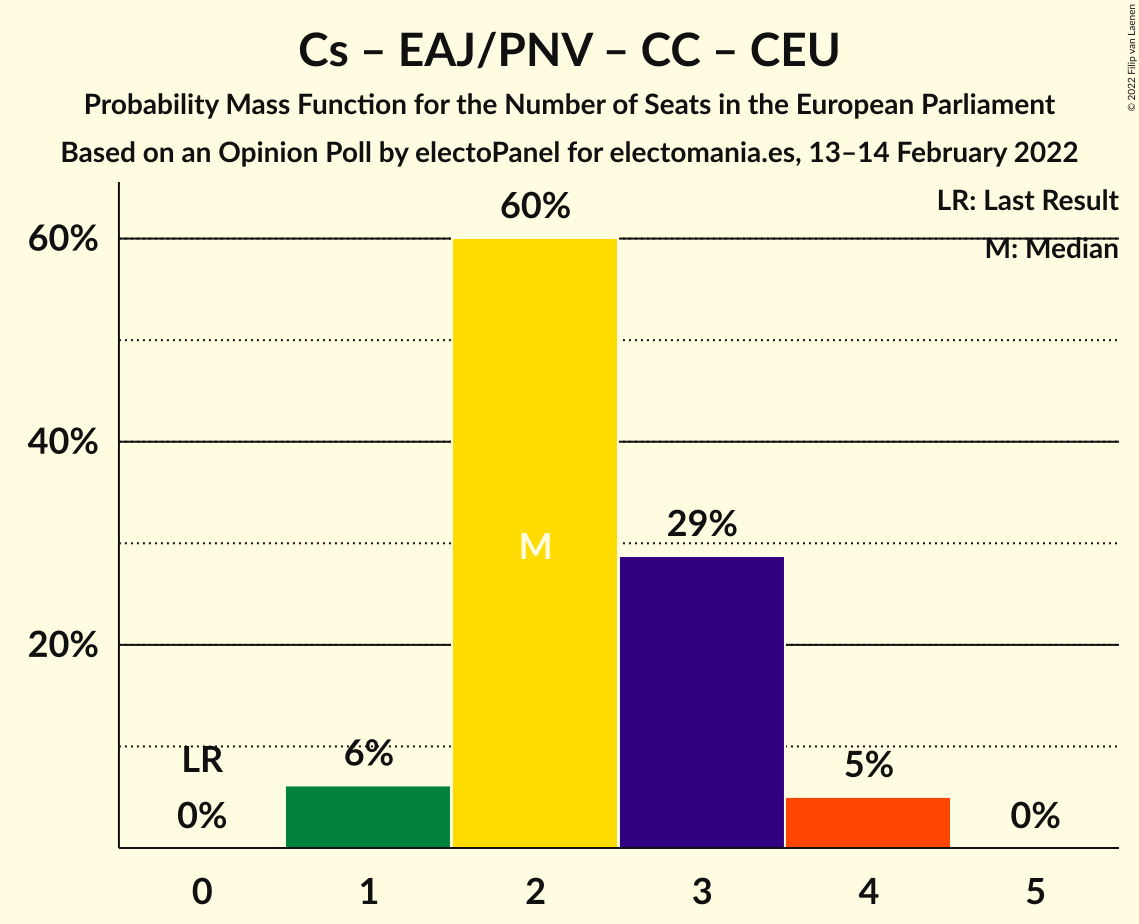 Cs – EAJ/PNV – CC – CEU
Probability Mass Function for the Number of Seats in the European Parliament
Based on an Opinion Poll by electoPanel for electomania.es, 13–14 February 2022
© 2022 Filip van Laenen
LR: Last Result
M: Median
60%
40%
20%
LR
0%
6%
60%
M
29%
5%
0%
0 1 2 3 4 5